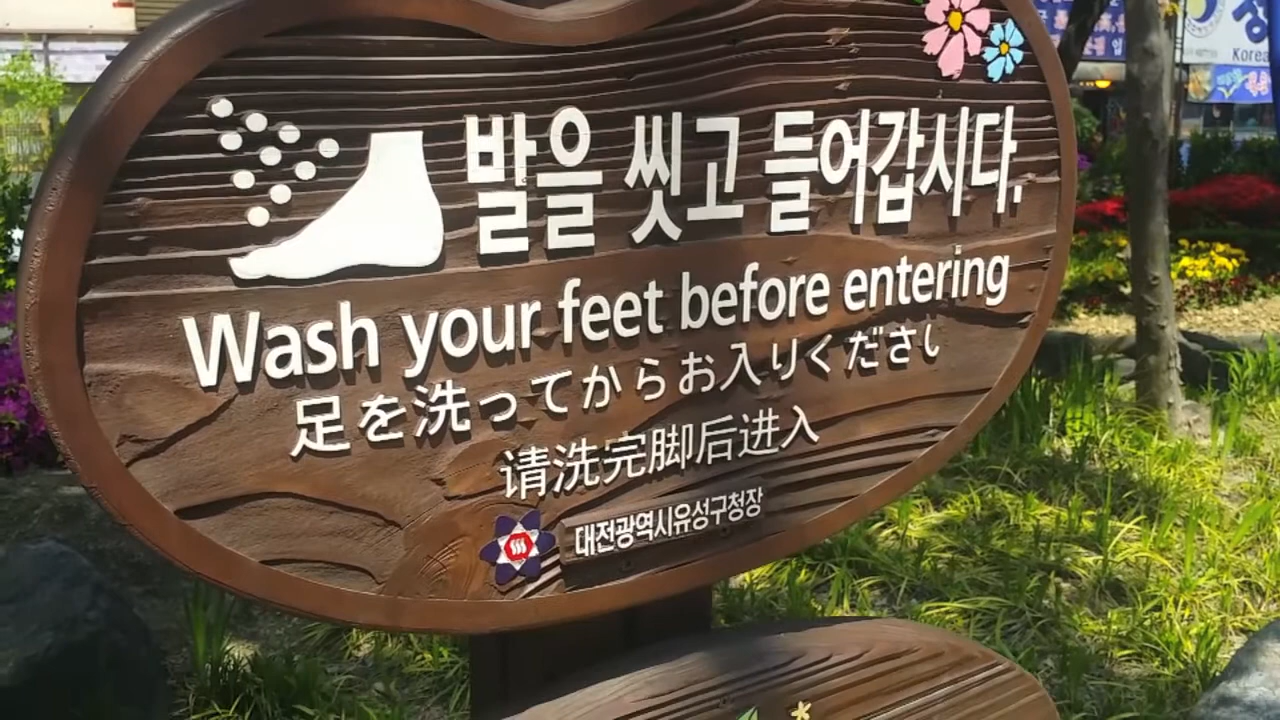 발을 씻고 들어갑시다.
Wash your feet before entering
足を洗ってからお入りください
请洗完脚后进入
대전광역시유성구청장
Korea